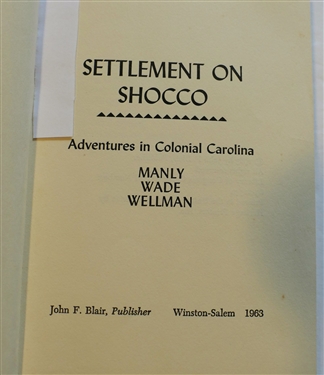 SETTLEMENT ON
SHOCCO
Adventures in Colonial Carolina
MANLY
WADE
WELLMAN
John F. Blair, Publisher Winston-Salem 1963